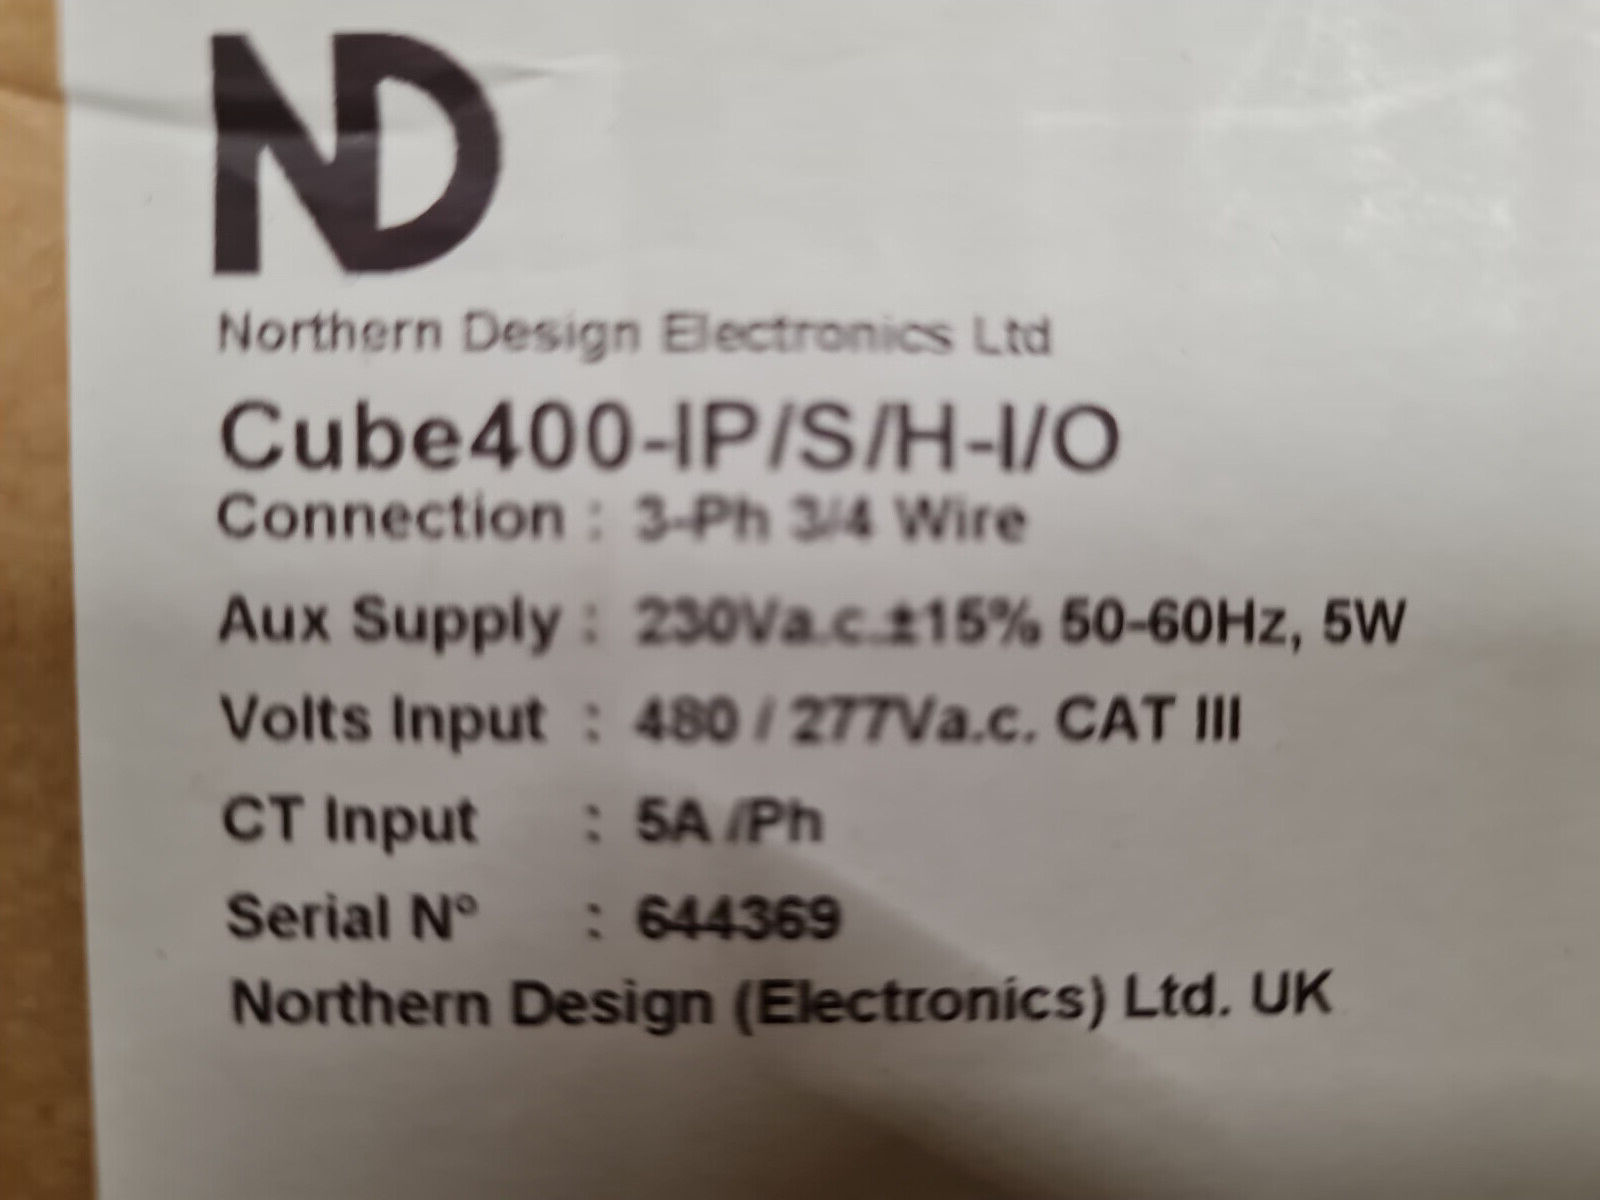 ND
Northern Design Electronics Ltd
Cube400-IP/S/H-I/O
Connection : 3-Ph 3/4 Wire
Aux Supply : 230Va.c.±15% 50-60Hz, 5W
Volts Input : 480 / 277Va.c. CAT III
CT Input : 5A /Ph
Serial N° : 644369
Northern Design (Electronics) Ltd. UK